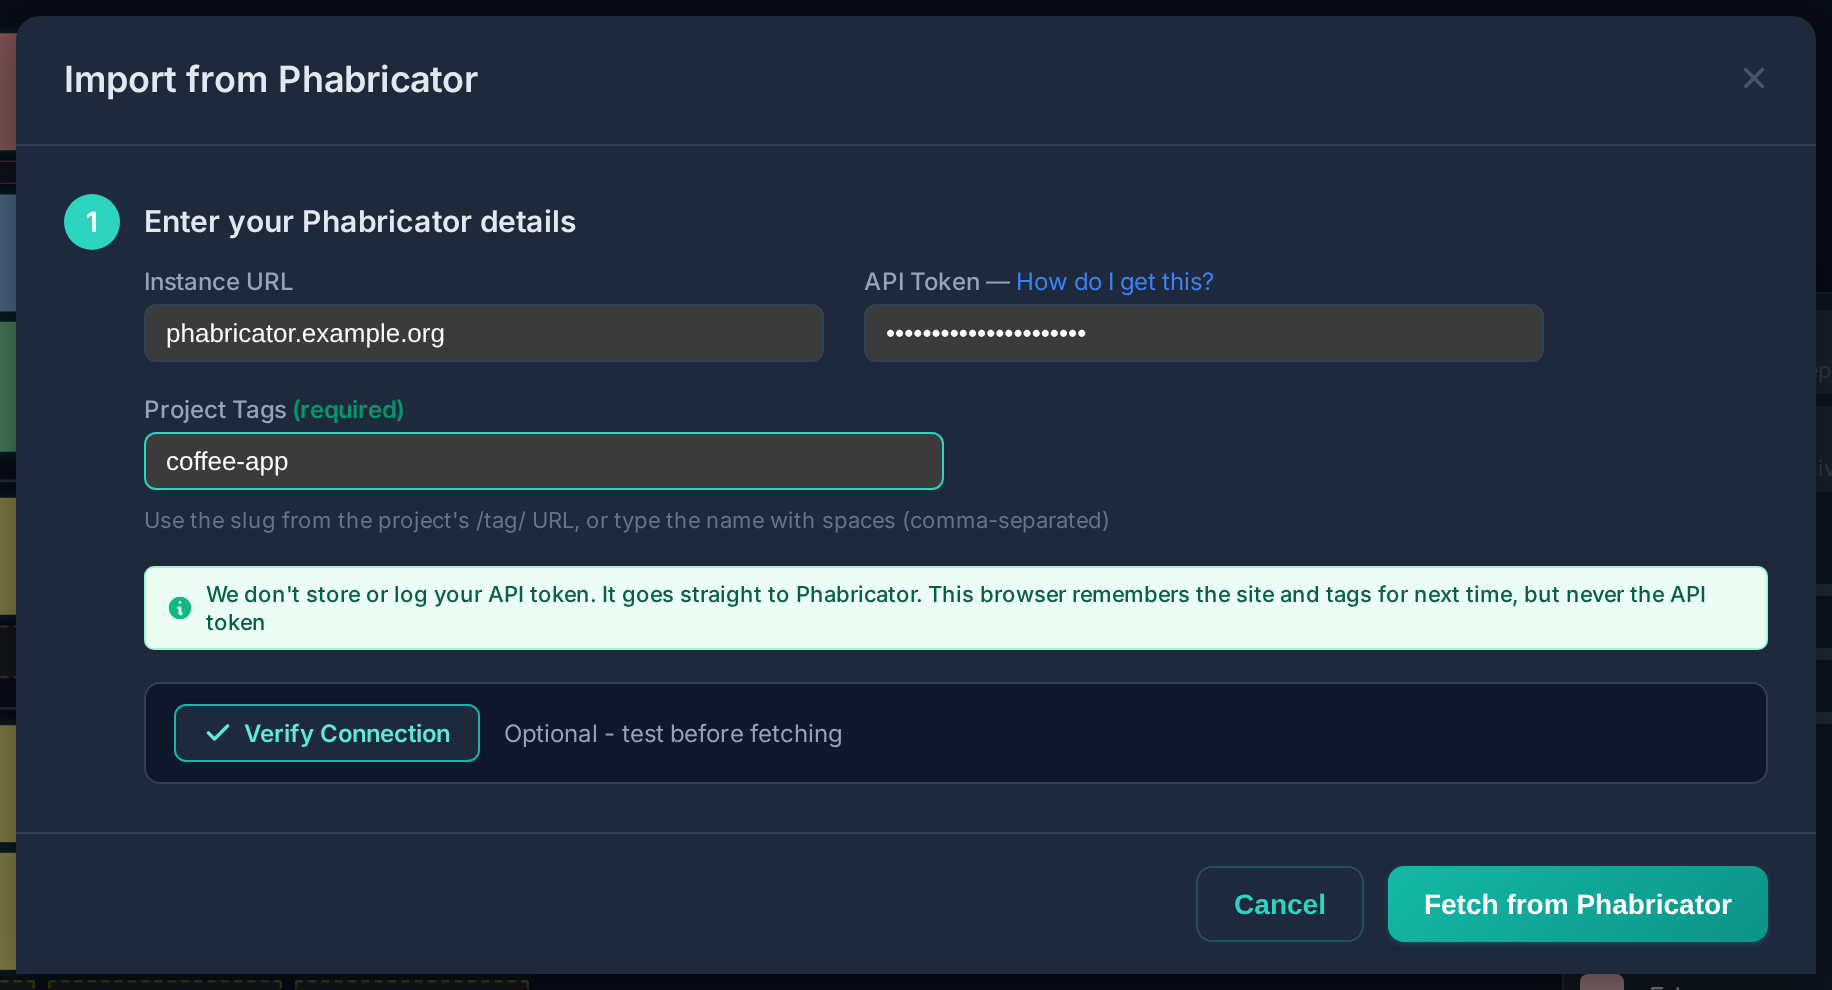 Import from Phabricator
1
Enter your Phabricator details
Instance URL
API Token — How do I get this?
phabricator.example.org
••••••••••••••••••••••
Project Tags (required)
coffee-app
Use the slug from the project's /tag/ URL, or type the name with spaces (comma-separated)
We don't store or log your API token. It goes straight to Phabricator. This browser remembers the site and tags for next time, but never the API
token
Verify Connection
Optional - test before fetching
Cancel
Fetch from Phabricator